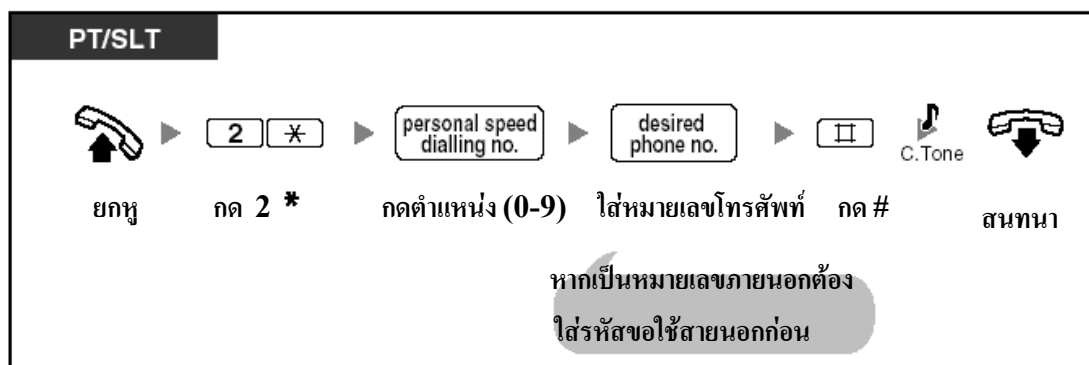 PT/SLT
2 * personal speed dialling no. desired phone no. # C.Tone
ยกหู กด 2 * กดตำแหน่ง (0-9) ใส่หมายเลขโทรศัพท์ กด # สนทนา
หากเป็นหมายเลขภายนอกต้อง
ใส่รหัสขอใช้สายนอกก่อน